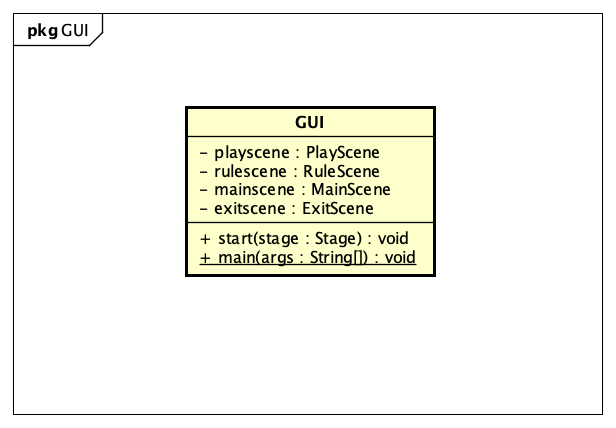 pkg GUI
GUI
- playscene : PlayScene
- rulescene : RuleScene
- mainscene : MainScene
- exitscene : ExitScene
+ start(stage : Stage) : void
+ main(args : String[]) : void